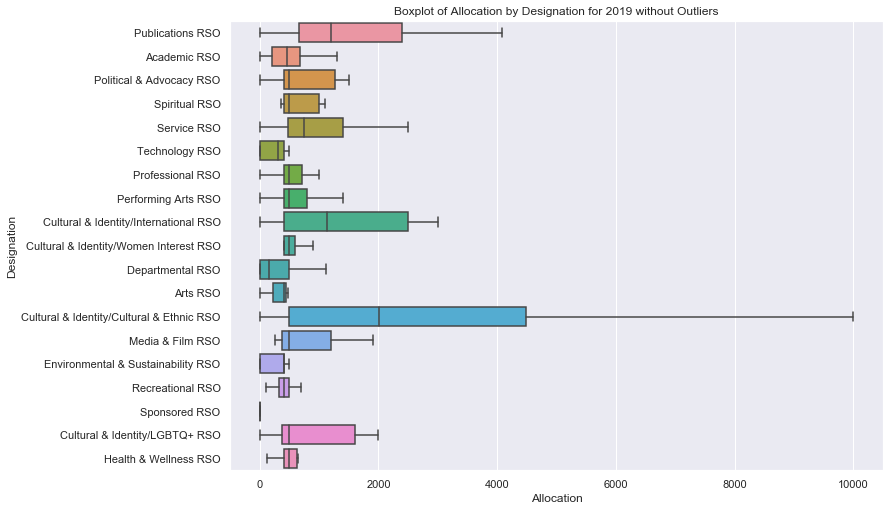 Boxplot of Allocation by Designation for 2019 without Outliers
Designation
Publications RSO
Academic RSO
Political & Advocacy RSO
Spiritual RSO
Service RSO
Technology RSO
Professional RSO
Performing Arts RSO
Cultural & Identity/International RSO
Cultural & Identity/Women Interest RSO
Departmental RSO
Arts RSO
Cultural & Identity/Cultural & Ethnic RSO
Media & Film RSO
Environmental & Sustainability RSO
Recreational RSO
Sponsored RSO
Cultural & Identity/LGBTQ+ RSO
Health & Wellness RSO
0 2000 4000 6000 8000 10000
Allocation